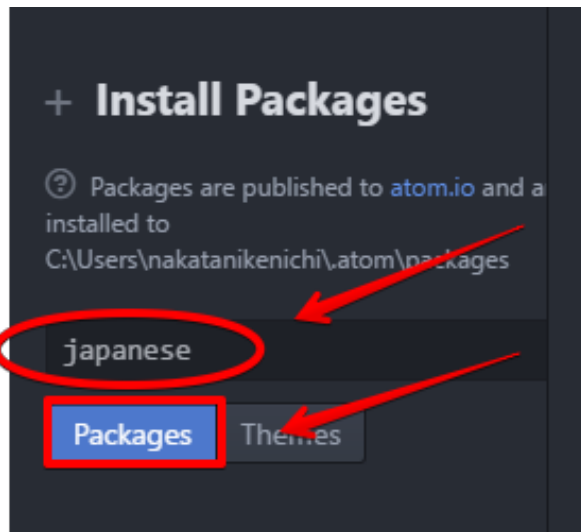 + Install Packages
Packages are published to atom.io and a
installed to
C:\Users\nakatanikenichi\.atom\packages
japanese
Packages Themes